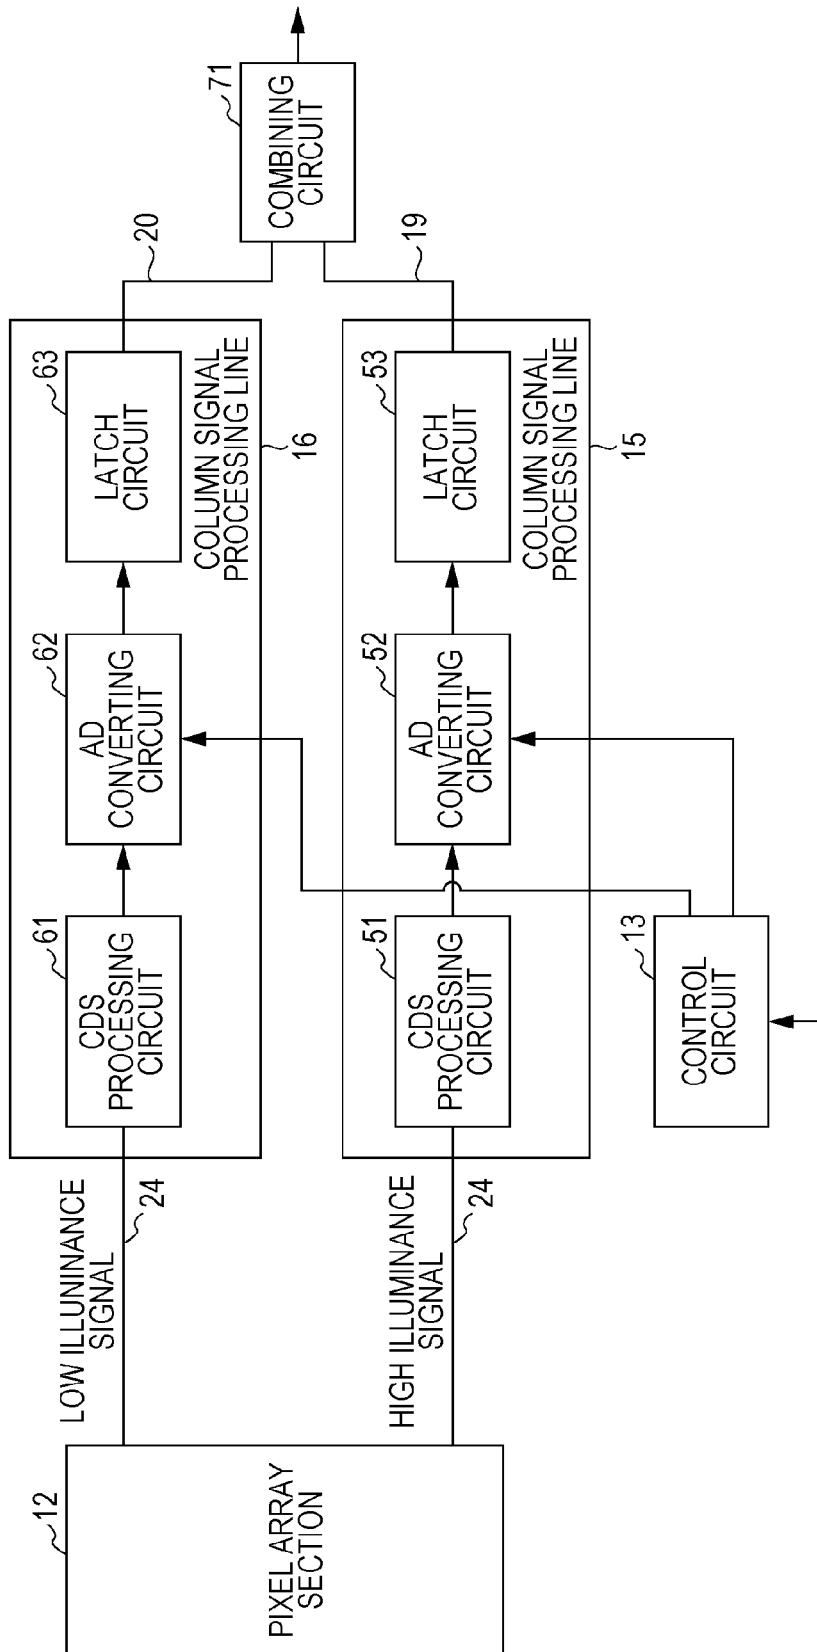 12
PIXEL ARRAY
SECTION
LOW ILLUNINANCE
SIGNAL
24
61
CDS
PROCESSING
CIRCUIT
62
AD
CONVERTING
CIRCUIT
63
LATCH
CIRCUIT
COLUMN SIGNAL
PROCESSING LINE
16
20
HIGH ILLUMINANCE
SIGNAL
24
51
CDS
PROCESSING
CIRCUIT
52
AD
CONVERTING
CIRCUIT
53
LATCH
CIRCUIT
COLUMN SIGNAL
PROCESSING LINE
15
19
71
COMBINING
CIRCUIT
13
CONTROL
CIRCUIT